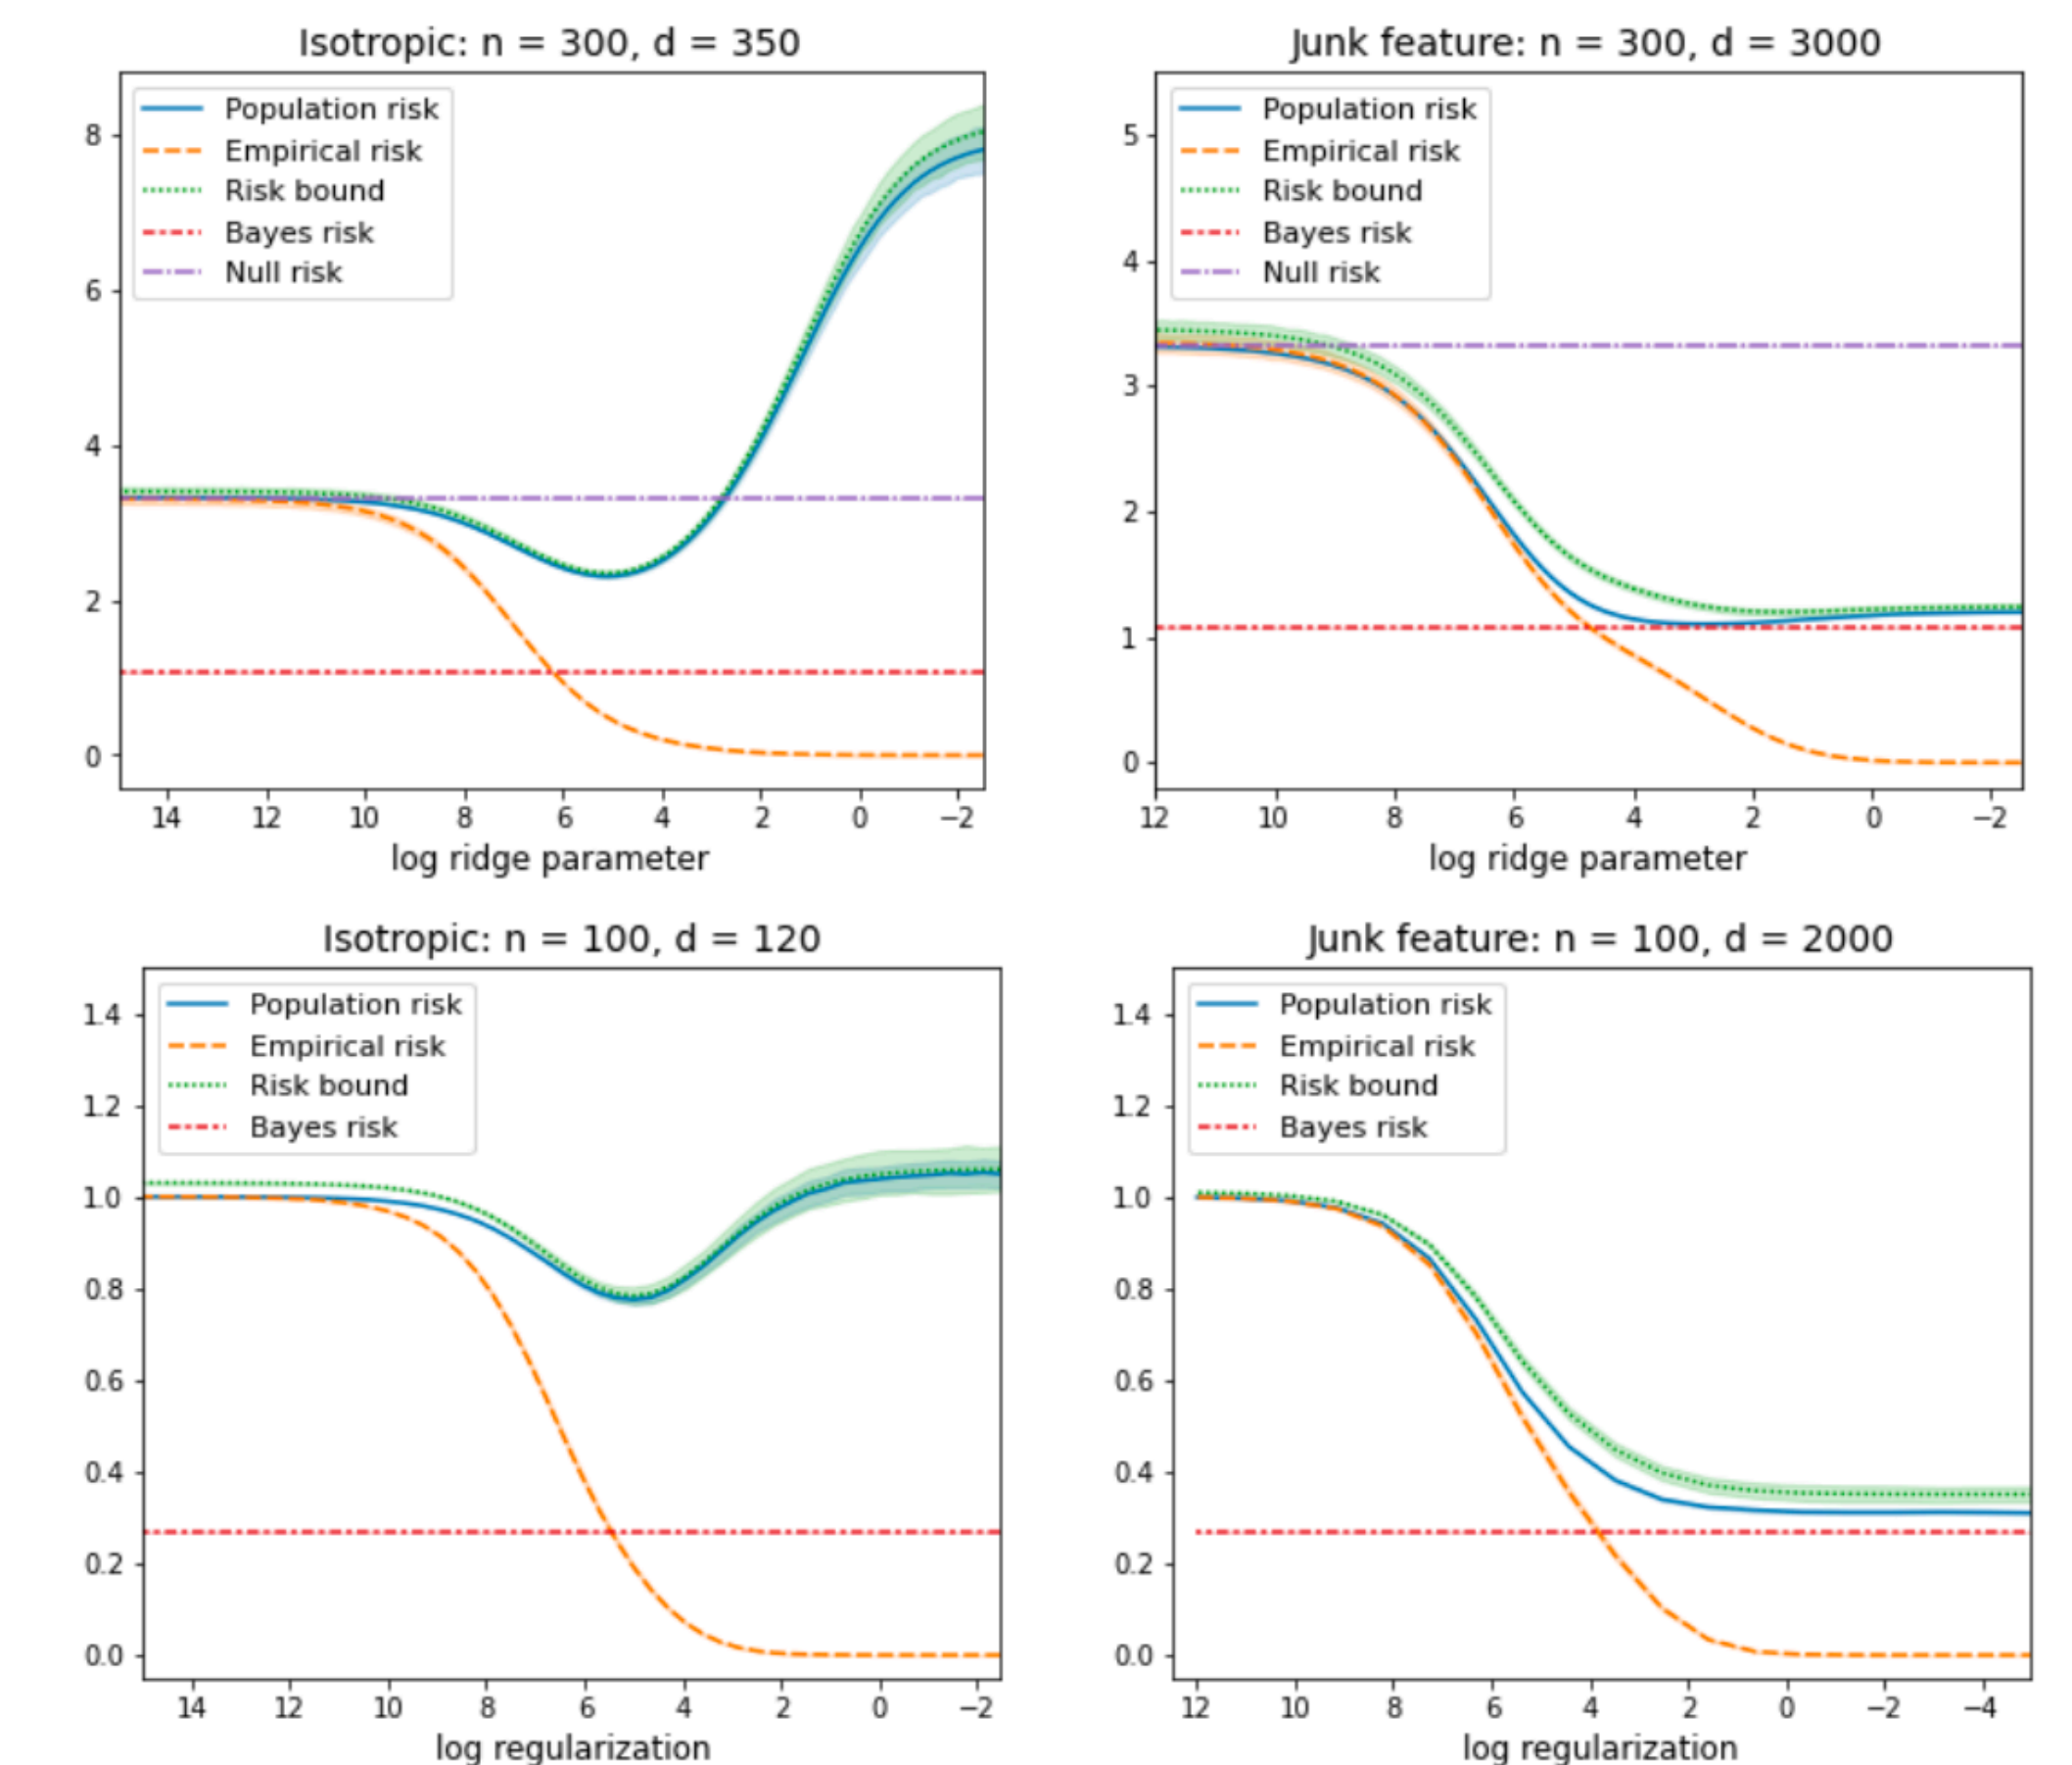 Isotropic: n = 300, d = 350
Population risk
Empirical risk
Risk bound
Bayes risk
Null risk
8
6
4
2
0
14 12 10 8 6 4 2 0 −2
log ridge parameter
Junk feature: n = 300, d = 3000
Population risk
Empirical risk
Risk bound
Bayes risk
Null risk
5
4
3
2
1
0
12 10 8 6 4 2 0 −2
log ridge parameter
Isotropic: n = 100, d = 120
Population risk
Empirical risk
Risk bound
Bayes risk
1.4
1.2
1.0
0.8
0.6
0.4
0.2
0.0
14 12 10 8 6 4 2 0 −2
log regularization
Junk feature: n = 100, d = 2000
Population risk
Empirical risk
Risk bound
Bayes risk
1.4
1.2
1.0
0.8
0.6
0.4
0.2
0.0
12 10 8 6 4 2 0 −2 −4
log regularization